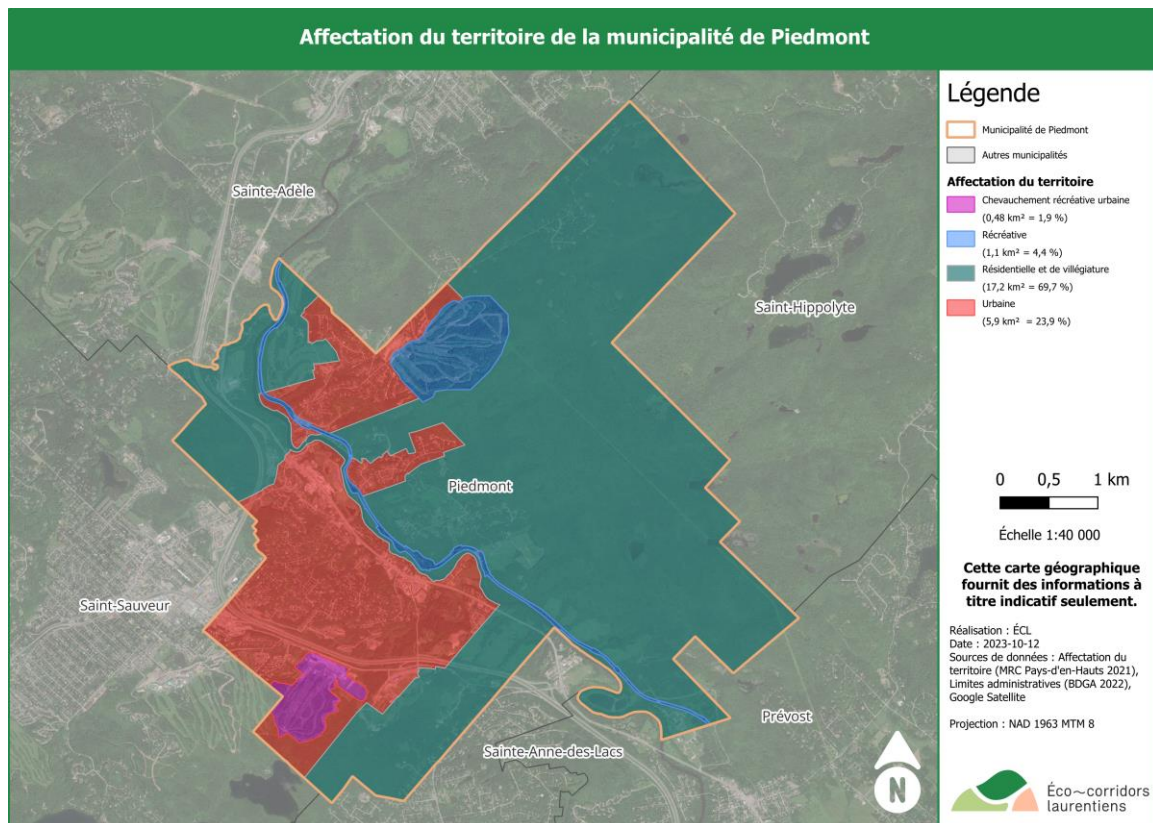 Affectation du territoire de la municipalité de Piedmont
Sainte-Adèle
Saint-Hippolyte
Piedmont
Saint-Sauveur
Prévost
Sainte-Anne-des-Lacs
N
Légende
Municipalité de Piedmont
Autres municipalités
Affectation du territoire
Chevauchement récréative urbaine
(0,48 km² = 1,9 %)
Récréative
(1,1 km² = 4,4 %)
Résidentielle et de villégiature
(17,2 km² = 69,7 %)
Urbaine
(5,9 km² = 23,9 %)
0 0,5 1 km
Échelle 1:40 000
Cette carte géographique
fournit des informations à
titre indicatif seulement.
Réalisation : ÉCL
Date : 2023-10-12
Sources de données : Affectation du
territoire (MRC Pays-d'en-Hauts 2021),
Limites administratives (BDGA 2022),
Google Satellite
Projection : NAD 1963 MTM 8
Éco~corridors
laurentiens